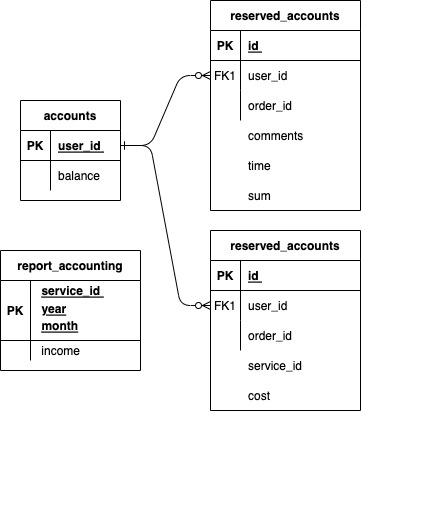 reserved_accounts
PK id
FK1 user_id
order_id
comments
time
sum
accounts
PK user_id
balance
reserved_accounts
PK id
FK1 user_id
order_id
service_id
cost
report_accounting
service_id
PK year
month
income